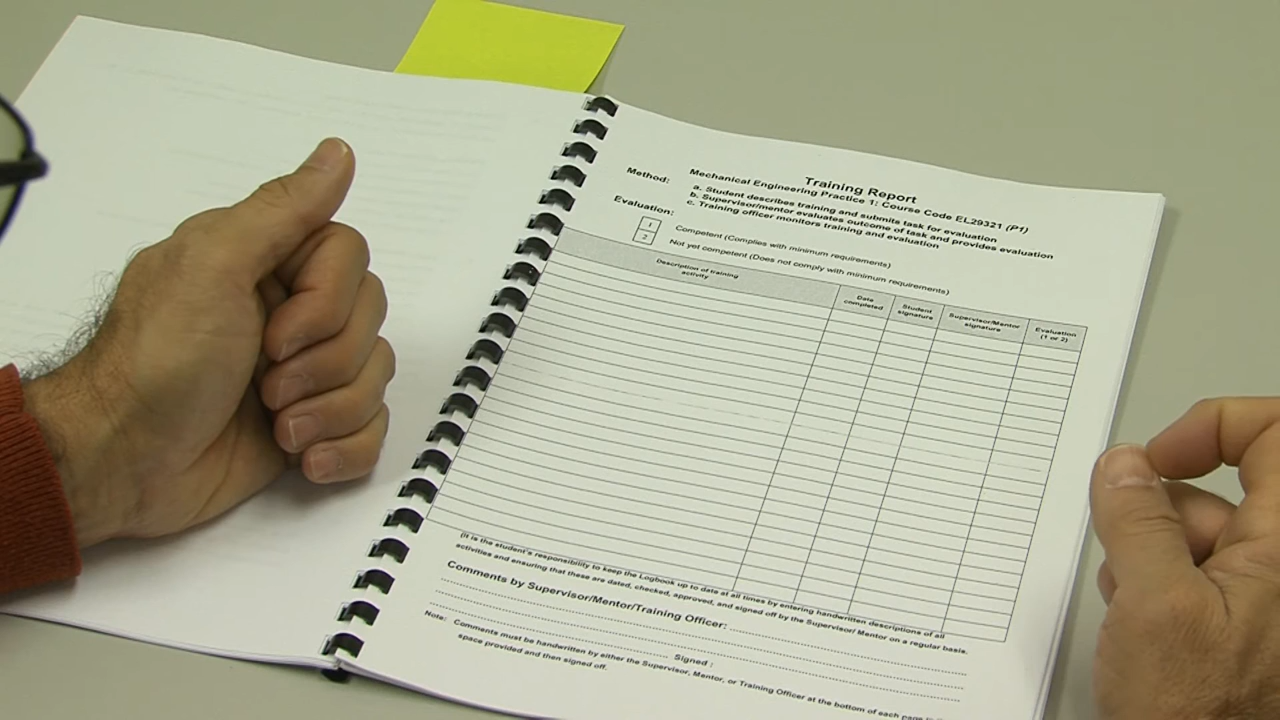 Training Report
Mechanical Engineering Practice 1: Course Code EL29321 (P1)
Method: a. Student describes training and submits task for evaluation
b. Supervisor/mentor evaluates outcome of task and provides evaluation
c. Training officer monitors training and evaluation
Evaluation:
1 Competent (Complies with minimum requirements)
2 Not yet competent (Does not comply with minimum requirements)
Description of training
activity
Date
completed
Student
signature
Supervisor/Mentor
signature
Evaluation
(1 or 2)
(It is the student's responsibility to keep the Logbook up to date at all times by entering handwritten descriptions of all
activities and ensuring that these are dated, checked, approved, and signed off by the Supervisor/ Mentor on a regular basis.
Comments by Supervisor/Mentor/Training Officer:
Signed :
Note: Comments must be handwritten by either the Supervisor, Mentor, or Training Officer at the bottom of each page in
space provided and then signed off.